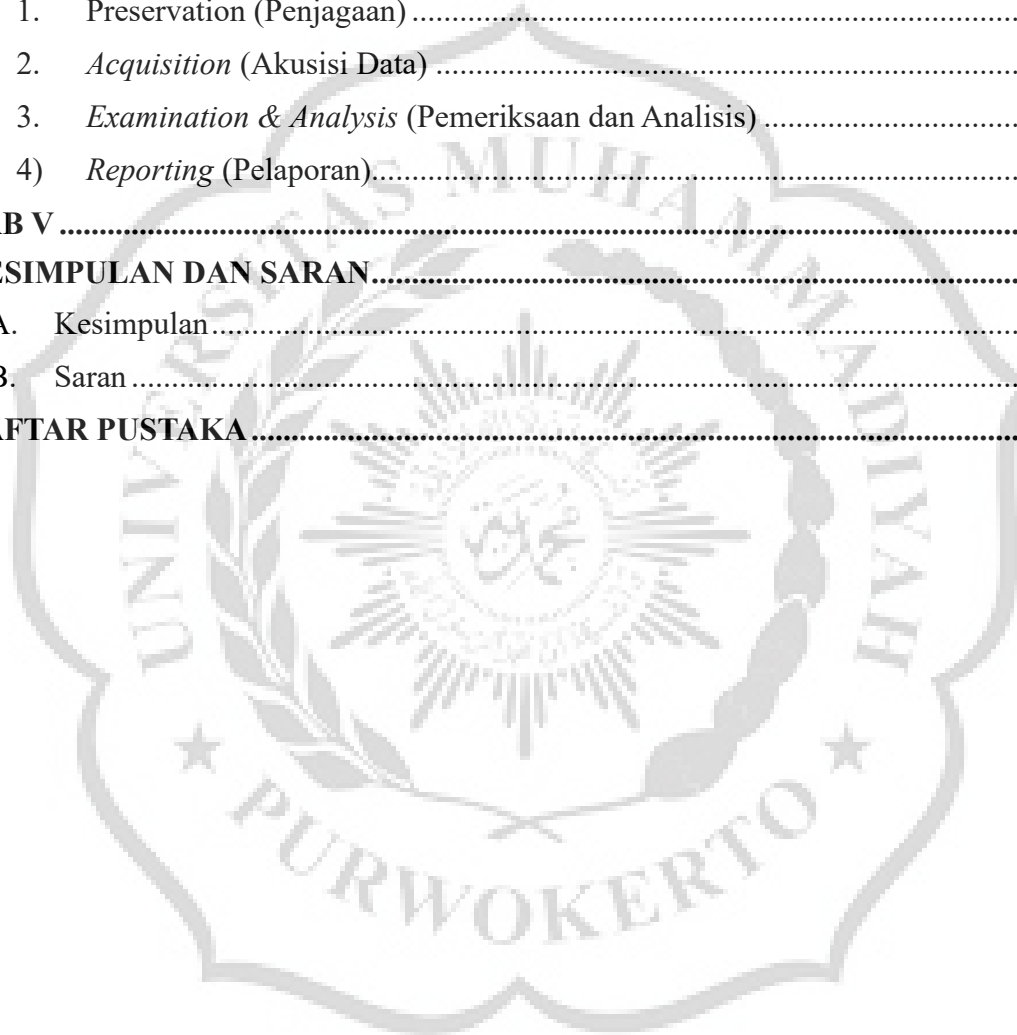 1. Preservation (Penjagaan)
2. Acquisition (Akusisi Data)
3. Examination & Analysis (Pemeriksaan dan Analisis)
4) Reporting (Pelaporan)
AB V
ESIMPULAN DAN SARAN
A. Kesimpulan
B. Saran
AFTAR PUSTAKA
UNIVERSITAS MUHAMMADIYAH
★ PURWOKERTO ★